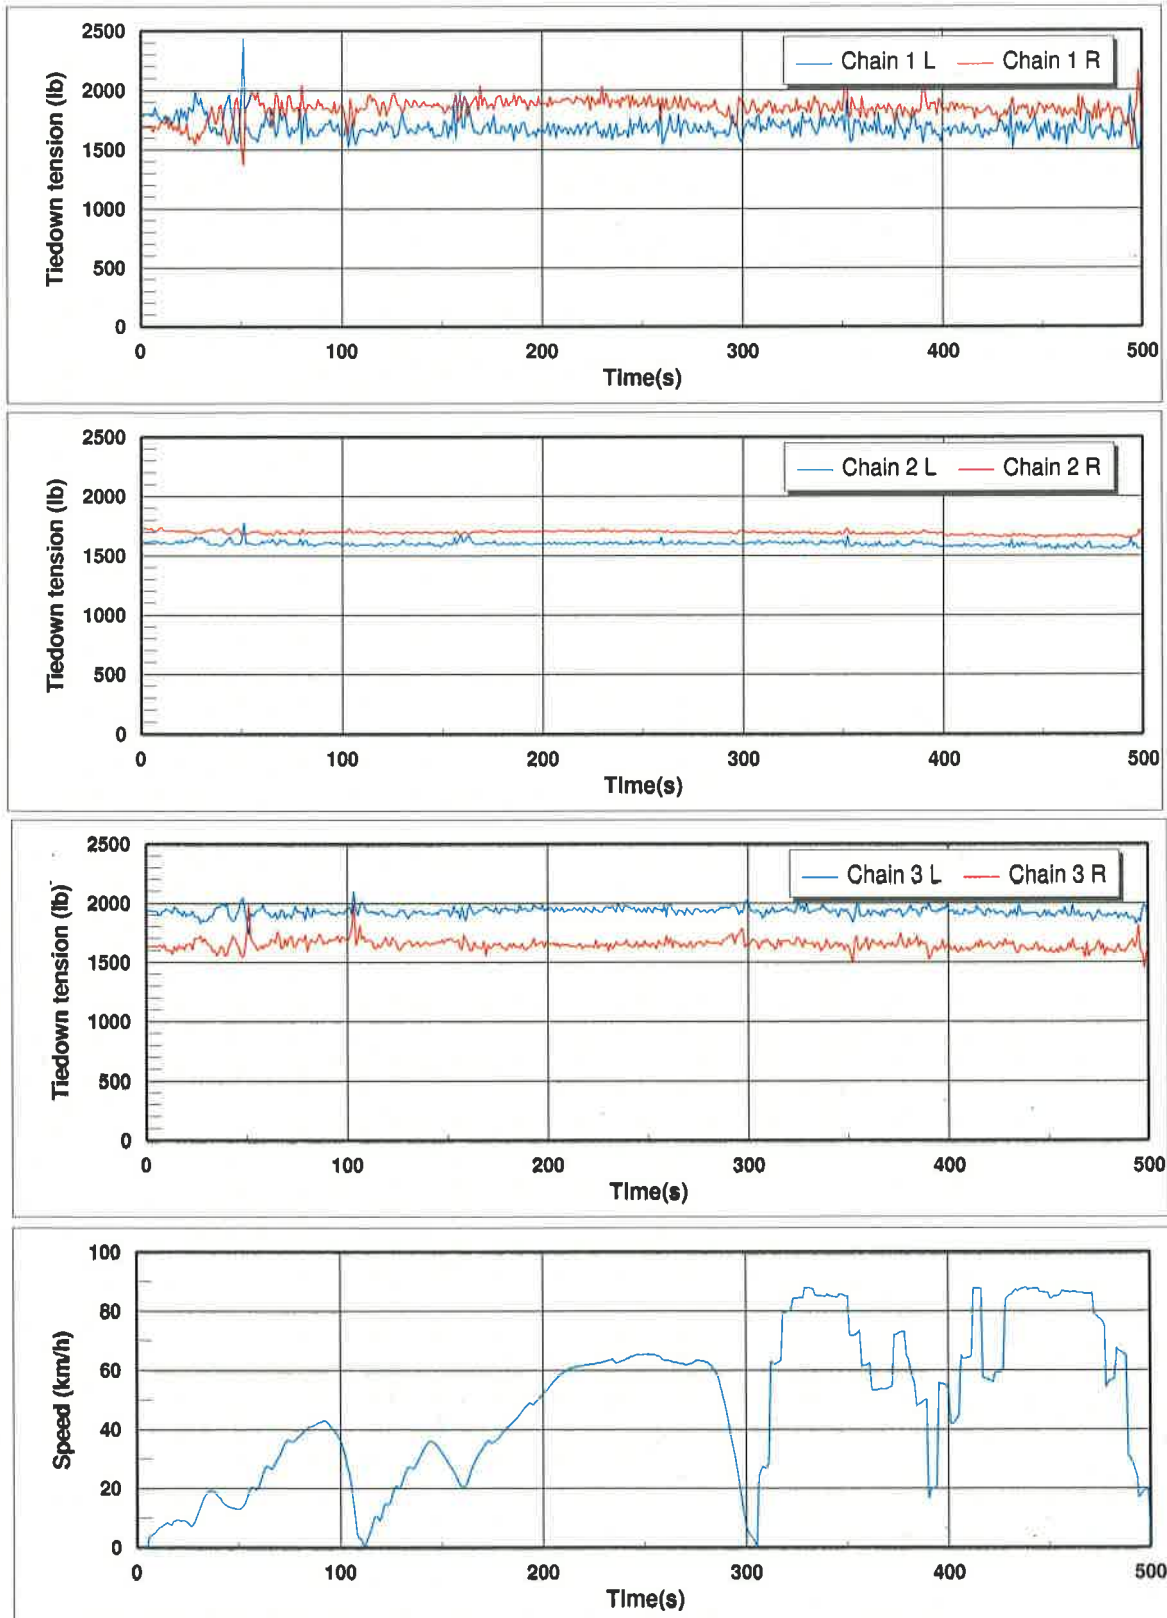 2500
2000
1500
1000
500
0
Tiedown tension (lb)
Chain 1 L
Chain 1 R
0 100 200 300 400 500
Time(s)
2500
2000
1500
1000
500
0
Tiedown tension (lb)
Chain 2 L
Chain 2 R
0 100 200 300 400 500
Time(s)
2500
2000
1500
1000
500
0
Tiedown tension (lb)
Chain 3 L
Chain 3 R
0 100 200 300 400 500
Time(s)
100
80
60
40
20
0
Speed (km/h)
0 100 200 300 400 500
Time(s)